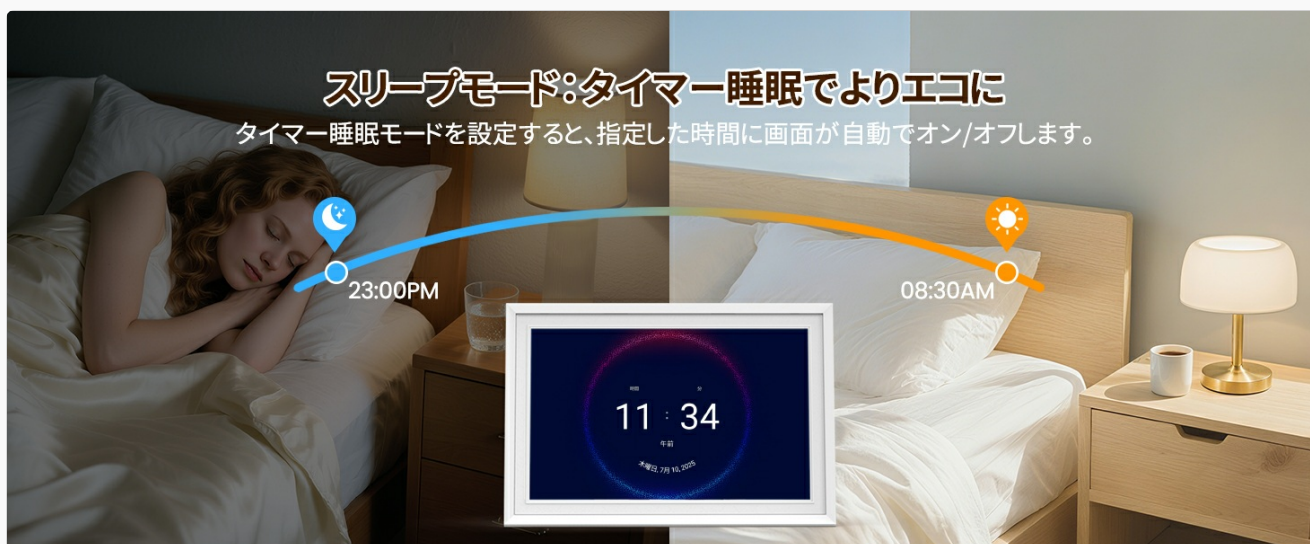 スリープモード：タイマー睡眠でよりエコに
タイマー睡眠モードを設定すると、指定した時間に画面が自動でオン/オフします。
23:00PM
08:30AM
時間 分
11 : 34
午前
木曜日, 7月 10, 2025